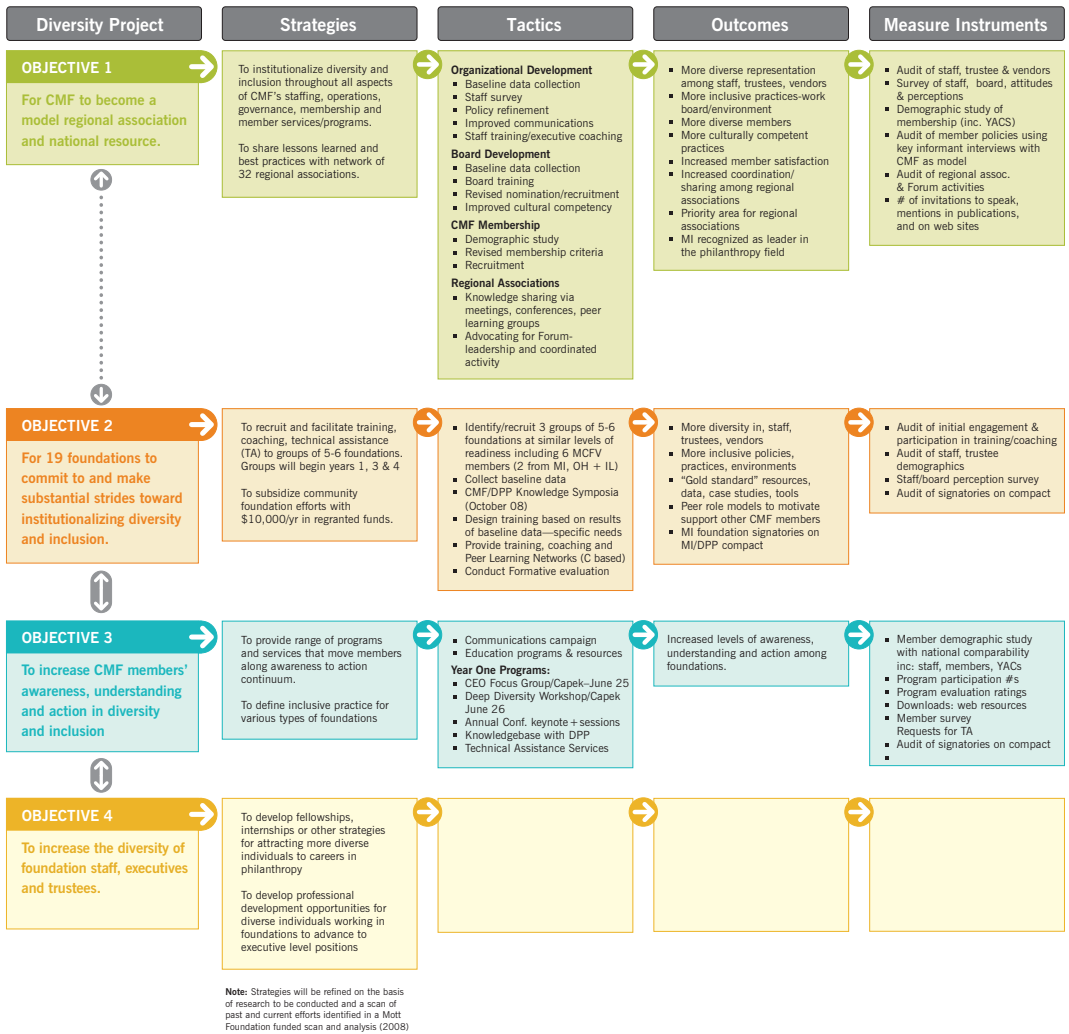 Diversity Project
Strategies
Tactics
Outcomes
Measure Instruments
OBJECTIVE 1
For CMF to become a
model regional association
and national resource.
To institutionalize diversity and
inclusion throughout all aspects
of CMF's staffing, operations,
governance, membership and
member services/programs.
To share lessons learned and
best practices with network of
32 regional associations.
Organizational Development
▪ Baseline data collection
▪ Staff survey
▪ Policy refinement
▪ Improved communications
▪ Staff training/executive coaching
Board Development
▪ Baseline data collection
▪ Board training
▪ Revised nomination/recruitment
▪ Improved cultural competency
CMF Membership
▪ Demographic study
▪ Revised membership criteria
▪ Recruitment
Regional Associations
▪ Knowledge sharing via
meetings, conferences, peer
learning groups
▪ Advocating for Forum-
leadership and coordinated
activity
▪ More diverse representation
among staff, trustees, vendors
▪ More inclusive practices-work
board/environment
▪ More diverse members
▪ More culturally competent
practices
▪ Increased member satisfaction
▪ Increased coordination/
sharing among regional
associations
▪ Priority area for regional
associations
▪ MI recognized as leader in
the philanthropy field
▪ Audit of staff, trustee & vendors
▪ Survey of staff, board, attitudes
& perceptions
▪ Demographic study of
membership (inc. YACS)
▪ Audit of member policies using
key informant interviews with
CMF as model
▪ Audit of regional assoc.
& Forum activities
▪ # of invitations to speak,
mentions in publications,
and on web sites
OBJECTIVE 2
For 19 foundations to
commit to and make
substantial strides toward
institutionalizing diversity
and inclusion.
To recruit and facilitate training,
coaching, technical assistance
(TA) to groups of 5-6 foundations.
Groups will begin years 1, 3 & 4
To subsidize community
foundation efforts with
$10,000/yr in regranted funds.
▪ Identify/recruit 3 groups of 5-6
foundations at similar levels of
readiness including 6 MCFV
members (2 from MI, OH + IL)
▪ Collect baseline data
▪ CMF/DPP Knowledge Symposia
(October 08)
▪ Design training based on results
of baseline data—specific needs
▪ Provide training, coaching and
Peer Learning Networks (C based)
▪ Conduct Formative evaluation
▪ More diversity in, staff,
trustees, vendors
▪ More inclusive policies,
practices, environments
▪ "Gold standard" resources,
data, case studies, tools
▪ Peer role models to motivate
support other CMF members
▪ MI foundation signatories on
MI/DPP compact
▪ Audit of initial engagement &
participation in training/coaching
▪ Audit of staff, trustee
demographics
▪ Staff/board perception survey
▪ Audit of signatories on compact
OBJECTIVE 3
To increase CMF members'
awareness, understanding
and action in diversity
and inclusion
To provide range of programs
and services that move members
along awareness to action
continuum.
To define inclusive practice for
various types of foundations
▪ Communications campaign
▪ Education programs & resources
Year One Programs:
▪ CEO Focus Group/Capek–June 25
▪ Deep Diversity Workshop/Capek
June 26
▪ Annual Conf. keynote+sessions
▪ Knowledgebase with DPP
▪ Technical Assistance Services
Increased levels of awareness,
understanding and action among
foundations.
▪ Member demographic study
with national comparability
inc: staff, members, YACs
▪ Program participation #s
▪ Program evaluation ratings
▪ Downloads: web resources
▪ Member survey
Requests for TA
▪ Audit of signatories on compact
▪
OBJECTIVE 4
To increase the diversity of
foundation staff, executives
and trustees.
To develop fellowships,
internships or other strategies
for attracting more diverse
individuals to careers in
philanthropy
To develop professional
development opportunities for
diverse individuals working in
foundations to advance to
executive level positions
Note: Strategies will be refined on the basis
of research to be conducted and a scan of
past and current efforts identified in a Mott
Foundation funded scan and analysis (2008)